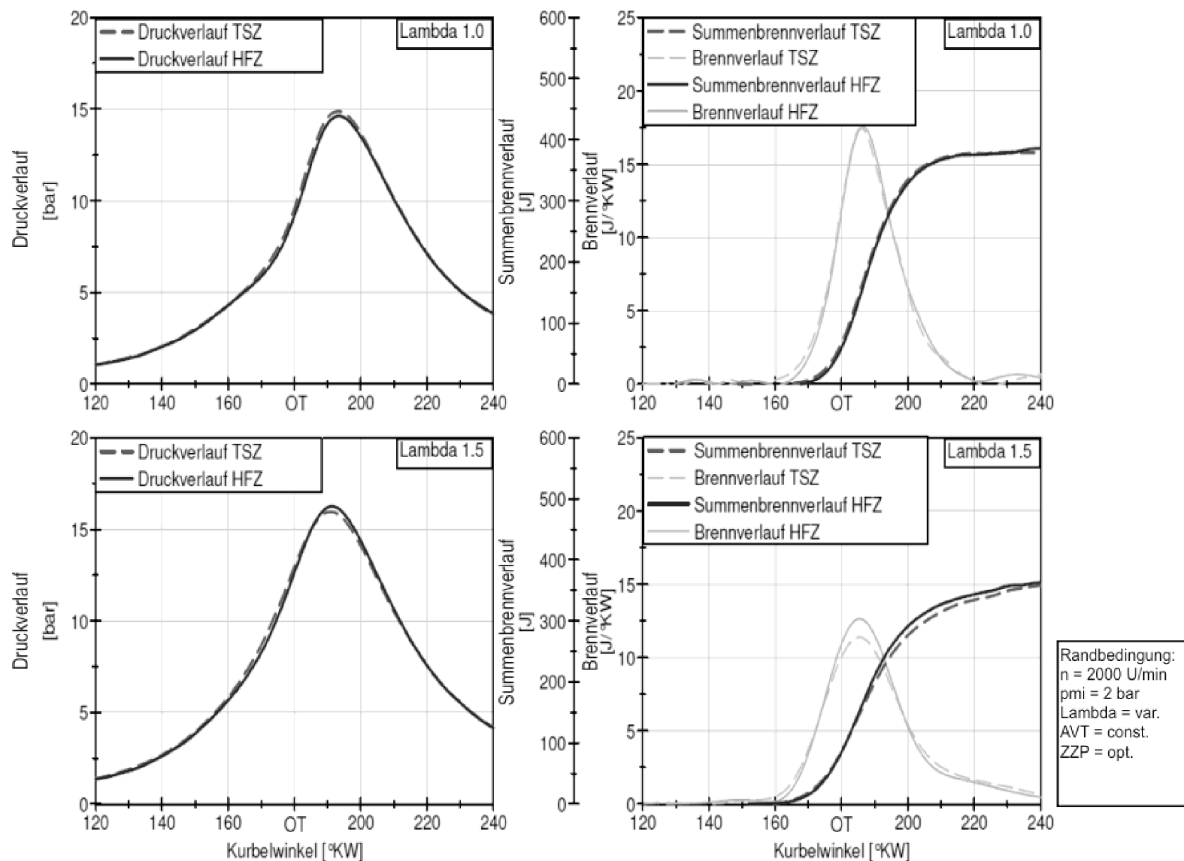 20
15
10
5
0
Druckverlauf
[bar]
Druckverlauf TSZ
Druckverlauf HFZ
Lambda 1.0
120
140
160
OT
200
220
240
600
500
400
300
200
100
0
Summenbrennverlauf
[J]
25
20
15
10
5
0
Brennverlauf
[J/°KW]
Summenbrennverlauf TSZ
Brennverlauf TSZ
Summenbrennverlauf HFZ
Brennverlauf HFZ
Lambda 1.0
120
140
160
OT
200
220
240
20
15
10
5
0
Druckverlauf
[bar]
Druckverlauf TSZ
Druckverlauf HFZ
Lambda 1.5
120
140
160
OT
200
220
240
Kurbelwinkel [°KW]
600
500
400
300
200
100
0
Summenbrennverlauf
[J]
25
20
15
10
5
0
Brennverlauf
[J/°KW]
Summenbrennverlauf TSZ
Brennverlauf TSZ
Summenbrennverlauf HFZ
Brennverlauf HFZ
Lambda 1.5
120
140
160
OT
200
220
240
Kurbelwinkel [°KW]
Randbedingung:
n = 2000 U/min
pmi = 2 bar
Lambda = var.
AVT = const.
ZZP = opt.